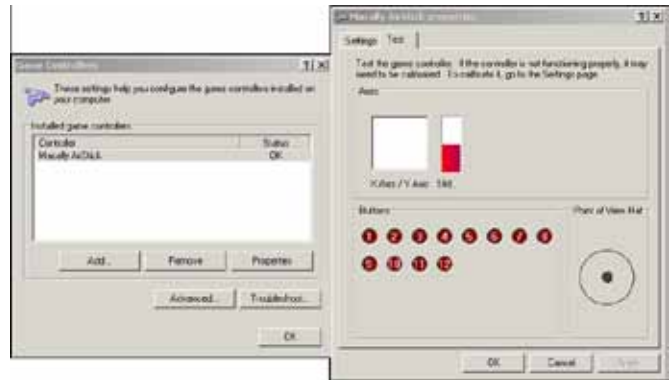 Game Controllers
These settings help you configure the game controllers installed on
your computer.
Installed game controllers
Controller Status
Macally AirStick OK
Add... Remove Properties
Advanced... Troubleshoot...
OK
Macally AirStick properties
Settings Test
Test the game controller. If the controller is not functioning properly, it may
need to be calibrated. To calibrate it, go to the Settings page.
Axes
X Axis / Y Axis
Buttons
Point of View Hat
1 2 3 4 5 6 7 8
9 10 11 12
OK Cancel Apply